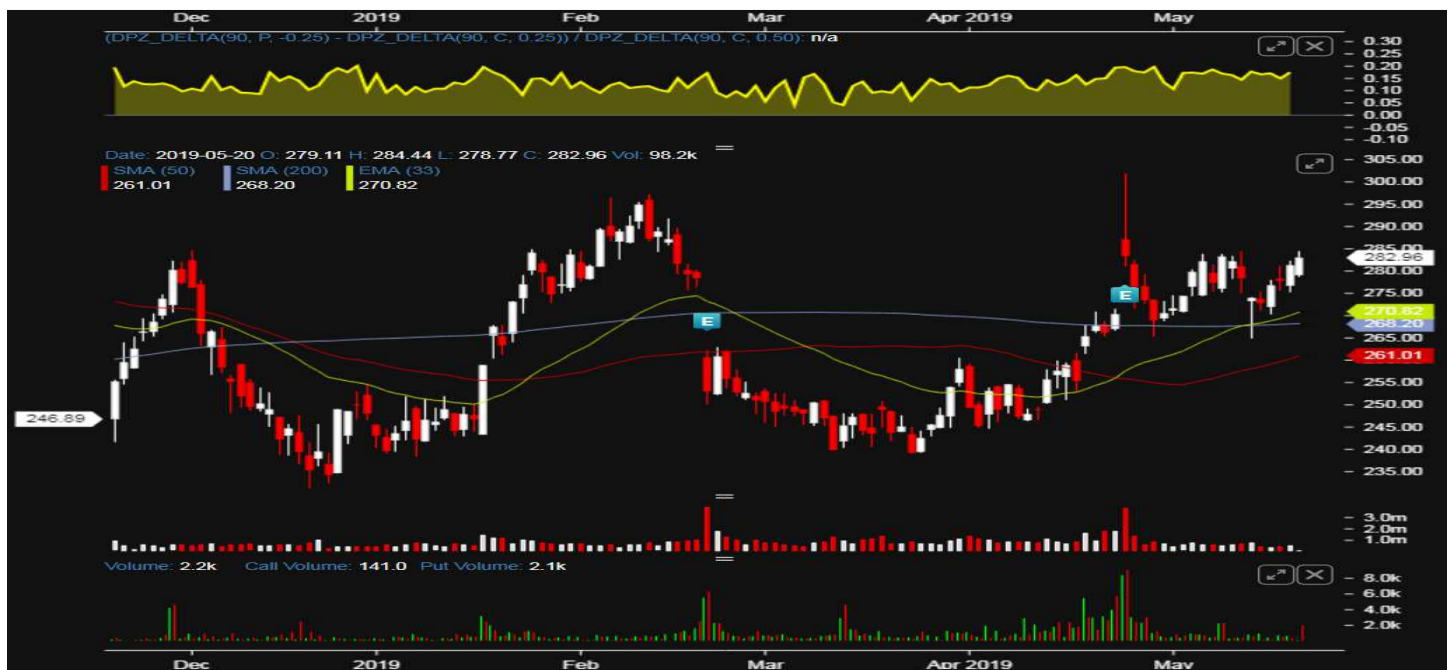 Dec 2019 Feb Mar Apr 2019 May
(DPZ_DELTA(90, P, -0.25) - DPZ_DELTA(90, C, 0.25)) / DPZ_DELTA(90, C, 0.50): n/a
0.30
0.25
0.20
0.15
0.10
0.05
0.00
-0.05
-0.10
Date: 2019-05-20 O: 279.11 H: 284.44 L: 278.77 C: 282.96 Vol: 98.2k
SMA (50) SMA (200) EMA (33)
261.01 268.20 270.82
305.00
300.00
295.00
290.00
285.00
282.96
280.00
275.00
270.82
268.20
265.00
261.01
255.00
250.00
245.00
240.00
235.00
246.89
E
E
3.0m
2.0m
1.0m
Volume: 2.2k Call Volume: 141.0 Put Volume: 2.1k
8.0k
6.0k
4.0k
2.0k
Dec 2019 Feb Mar Apr 2019 May